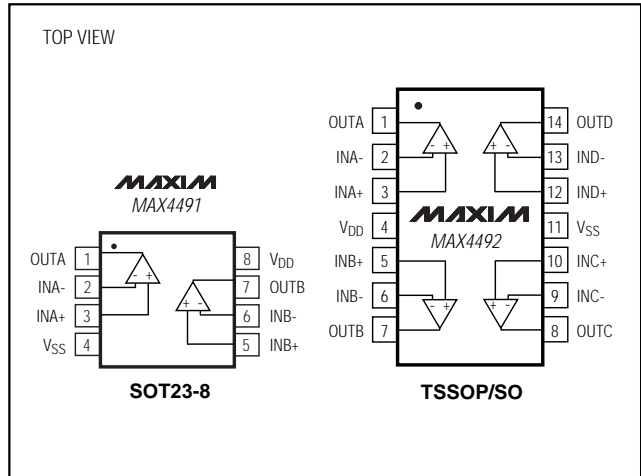 TOP VIEW
MAXIM
MAX4491
OUTA 1
INA- 2
INA+ 3
VSS 4
8 VDD
7 OUTB
6 INB-
5 INB+
- +
+ -
SOT23-8
OUTA 1
INA- 2
INA+ 3
VDD 4
INB+ 5
INB- 6
OUTB 7
14 OUTD
13 IND-
12 IND+
11 VSS
10 INC+
9 INC-
8 OUTC
- +
- +
MAXIM
MAX4492
+ -
+ -
TSSOP/SO